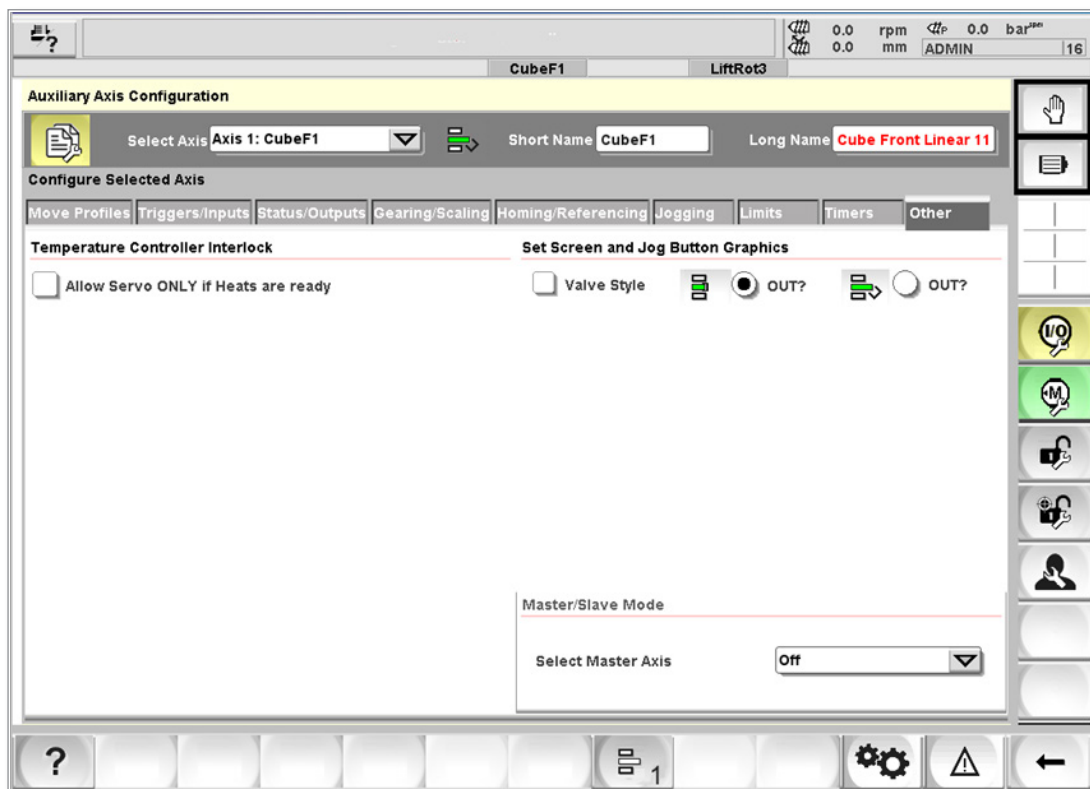 ?
0.0 rpm P 0.0 bar spez
0.0 mm ADMIN 16
CubeF1 LiftRot3
Auxiliary Axis Configuration
Select Axis Axis 1: CubeF1 Short Name CubeF1 Long Name Cube Front Linear 11
Configure Selected Axis
Move Profiles Triggers/Inputs Status/Outputs Gearing/Scaling Homing/Referencing Jogging Limits Timers Other
Temperature Controller Interlock Set Screen and Jog Button Graphics
Allow Servo ONLY if Heats are ready Valve Style OUT? OUT?
I/O
M
1
1
Master/Slave Mode
Select Master Axis Off
? 1